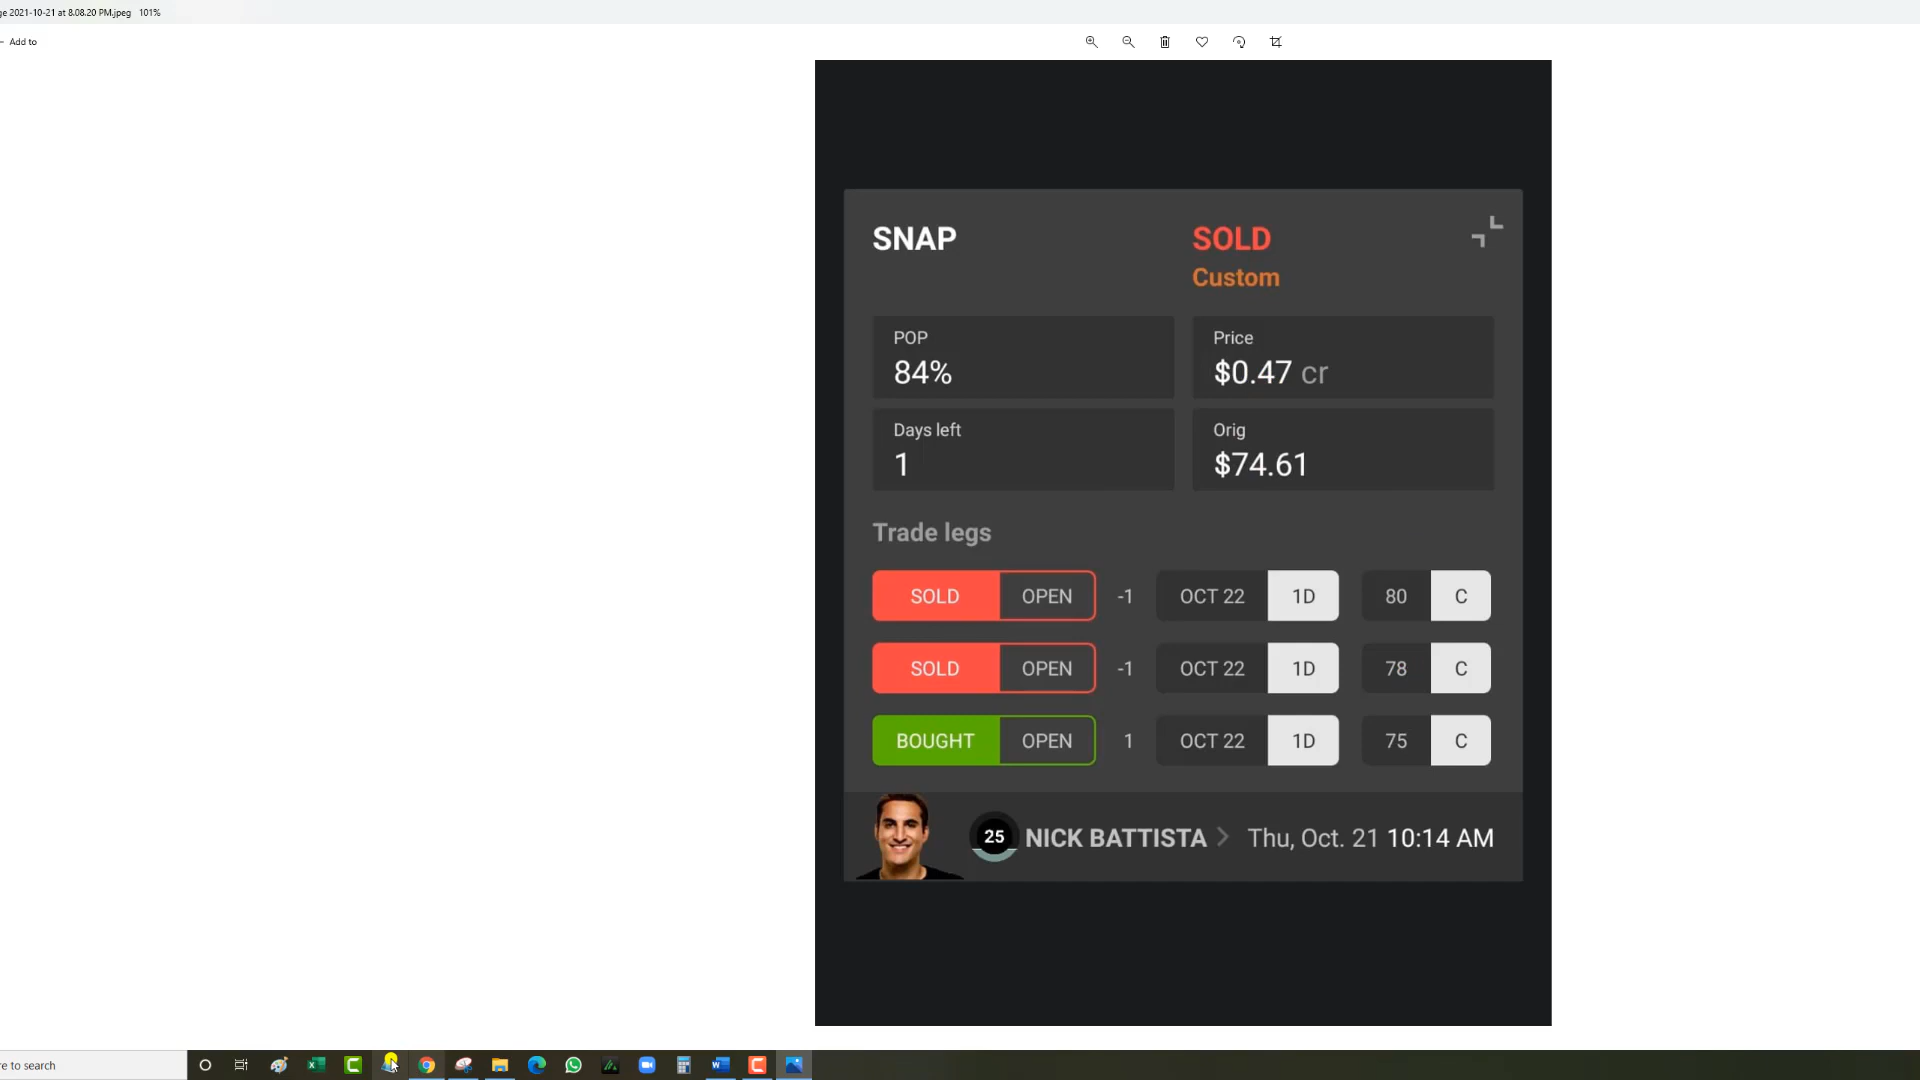 ge 2021-10-21 at 8.08.20 PM.jpeg 101%
Add to
SNAP
SOLD
Custom
POP
84%
Price
$0.47 cr
Days left
1
Orig
$74.61
Trade legs
SOLD OPEN -1 OCT 22 1D 80 C
SOLD OPEN -1 OCT 22 1D 78 C
BOUGHT OPEN 1 OCT 22 1D 75 C
25 NICK BATTISTA Thu, Oct. 21 10:14 AM
re to search